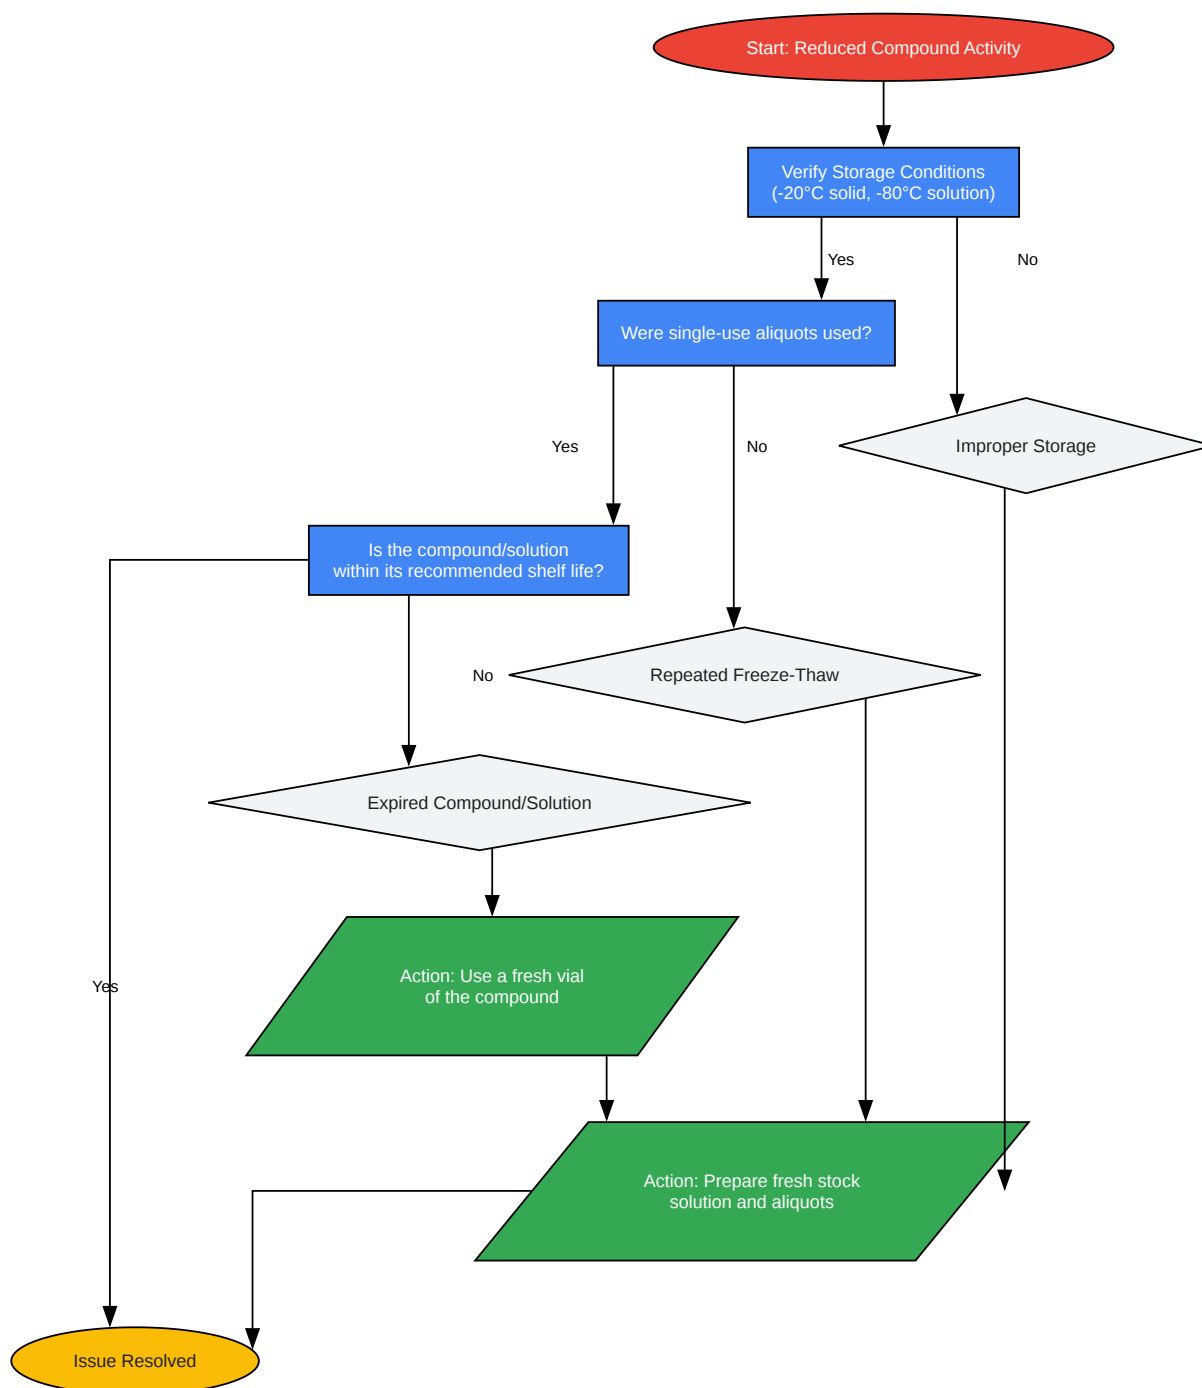 Start: Reduced Compound Activity
Verify Storage Conditions
(-20°C solid, -80°C solution)
Yes
No
Were single-use aliquots used?
Yes
No
Improper Storage
Is the compound/solution
within its recommended shelf life?
No
Repeated Freeze-Thaw
Expired Compound/Solution
Action: Use a fresh vial
of the compound
Yes
Action: Prepare fresh stock
solution and aliquots
Issue Resolved